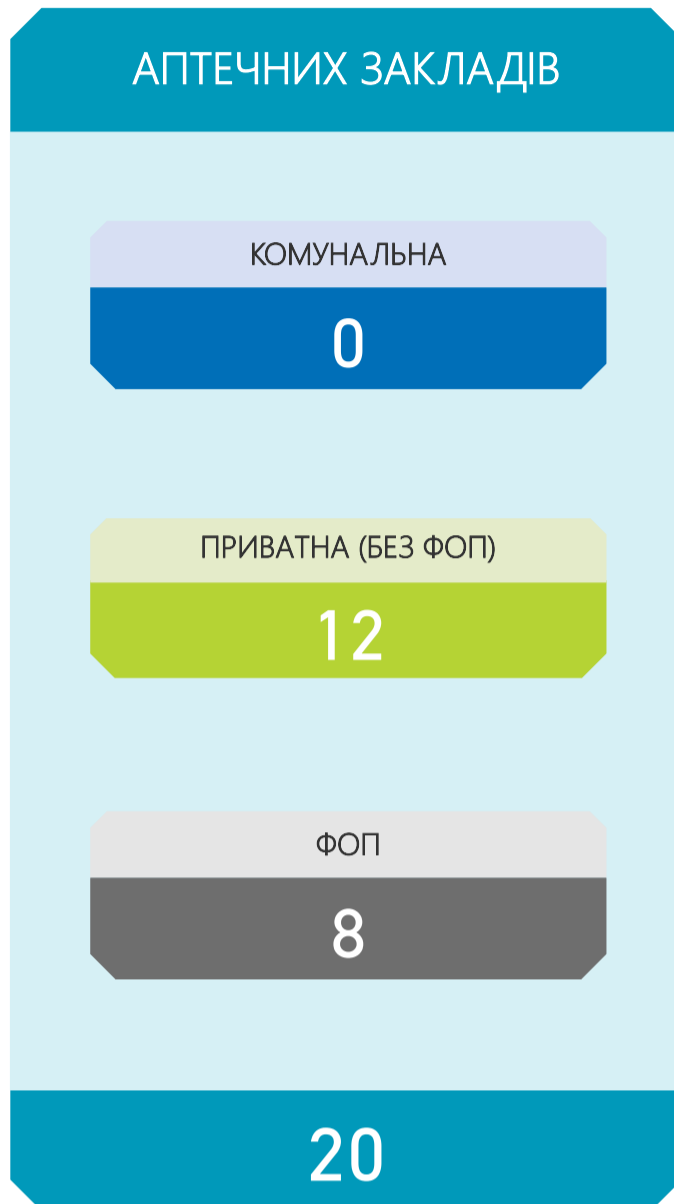 АПТЕЧНИХ ЗАКЛАДІВ
КОМУНАЛЬНА
0
ПРИВАТНА (БЕЗ ФОП)
12
ФОП
8
20